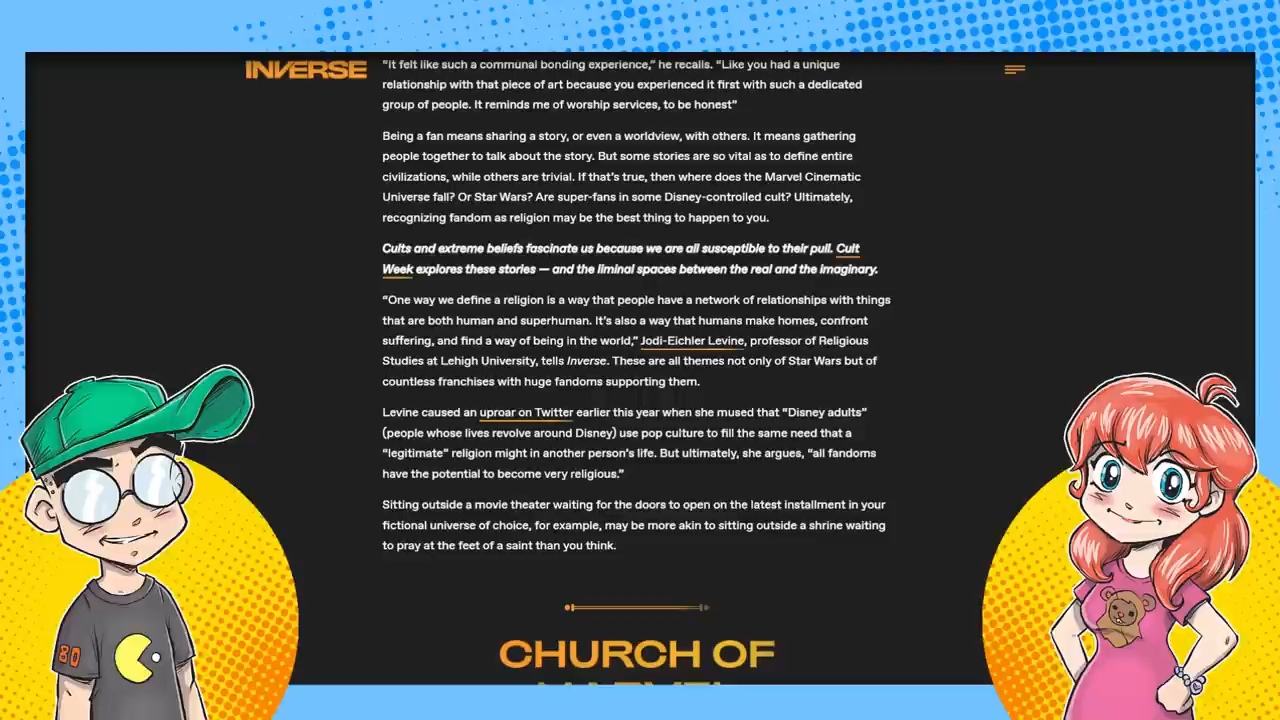 INVERSE
“It felt like such a communal bonding experience,” he recalls. “Like you had a unique
relationship with that piece of art because you experienced it first with such a dedicated
group of people. It reminds me of worship services, to be honest”
Being a fan means sharing a story, or even a worldview, with others. It means gathering
people together to talk about the story. But some stories are so vital as to define entire
civilizations, while others are trivial. If that’s true, then where does the Marvel Cinematic
Universe fall? Or Star Wars? Are super-fans in some Disney-controlled cult? Ultimately,
recognizing fandom as religion may be the best thing to happen to you.
Cults and extreme beliefs fascinate us because we are all susceptible to their pull. Cult
Week explores these stories — and the liminal spaces between the real and the imaginary.
“One way we define a religion is a way that people have a network of relationships with things
that are both human and superhuman. It’s also a way that humans make homes, confront
suffering, and find a way of being in the world,” Jodi-Eichler Levine, professor of Religious
Studies at Lehigh University, tells Inverse. These are all themes not only of Star Wars but of
countless franchises with huge fandoms supporting them.
Levine caused an uproar on Twitter earlier this year when she mused that “Disney adults”
(people whose lives revolve around Disney) use pop culture to fill the same need that a
“legitimate” religion might in another person’s life. But ultimately, she argues, “all fandoms
have the potential to become very religious.”
Sitting outside a movie theater waiting for the doors to open on the latest installment in your
fictional universe of choice, for example, may be more akin to sitting outside a shrine waiting
to pray at the feet of a saint than you think.
CHURCH OF
80